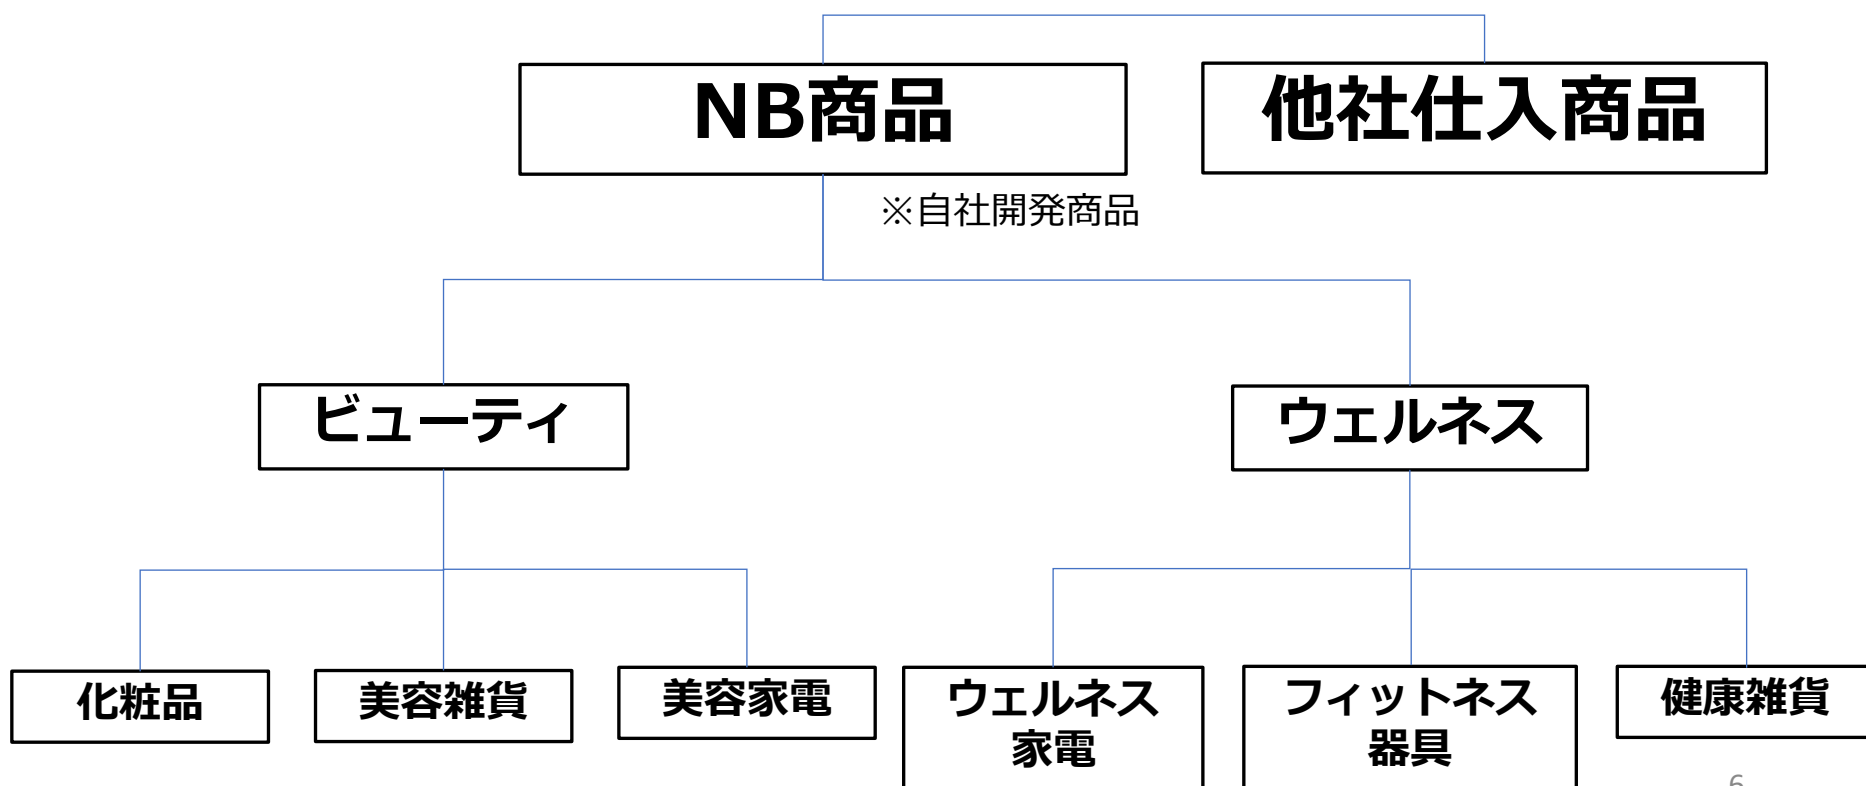 NB商品
他社仕入商品
※自社開発商品
ビューティ
ウェルネス
化粧品
美容雑貨
美容家電
ウェルネス
家電
フィットネス
器具
健康雑貨
6